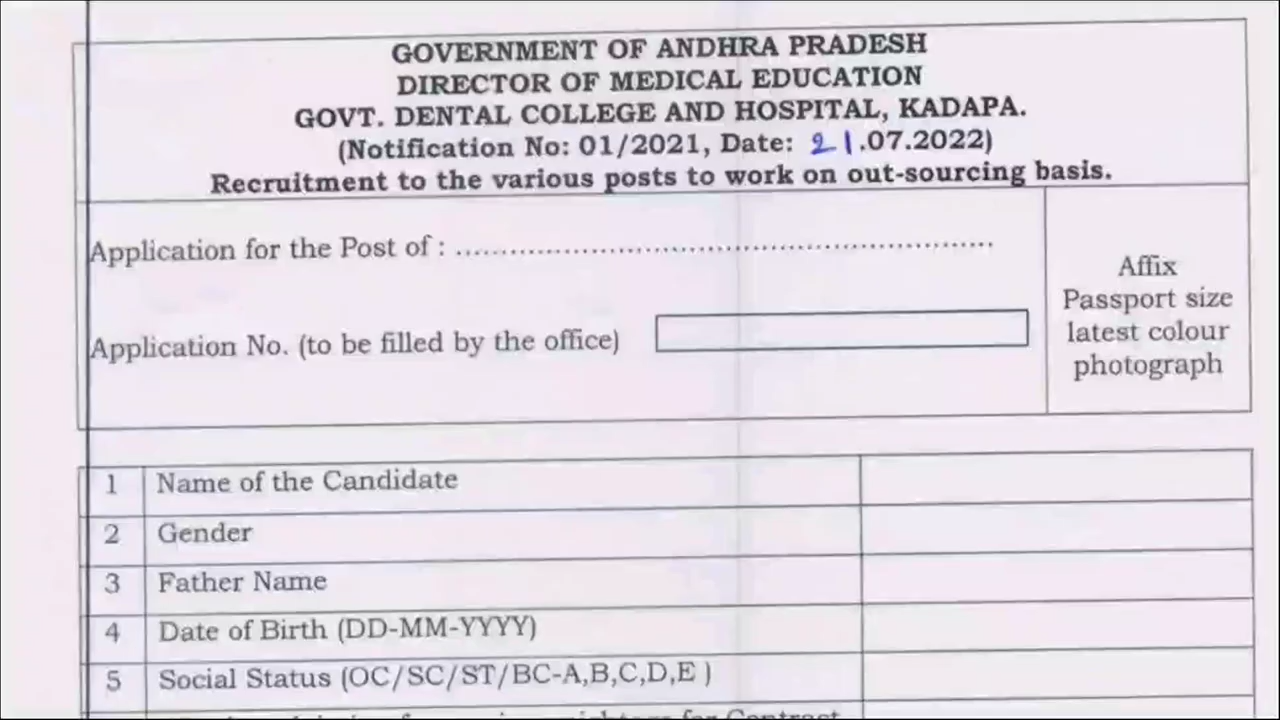 GOVERNMENT OF ANDHRA PRADESH
DIRECTOR OF MEDICAL EDUCATION
GOVT. DENTAL COLLEGE AND HOSPITAL, KADAPA.
(Notification No: 01/2021, Date: 21.07.2022)
Recruitment to the various posts to work on out-sourcing basis.
Application for the Post of : ......................................................................
Application No. (to be filled by the office)
Affix
Passport size
latest colour
photograph
1 Name of the Candidate
2 Gender
3 Father Name
4 Date of Birth (DD-MM-YYYY)
5 Social Status (OC/SC/ST/BC-A,B,C,D,E )
for Contract